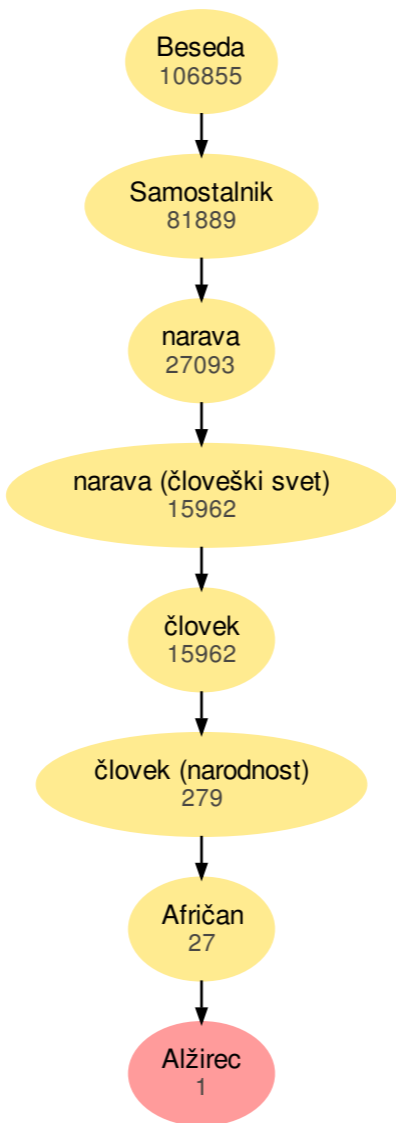 Beseda
106855
Samostalnik
81889
narava
27093
narava (človeški svet)
15962
človek
15962
človek (narodnost)
279
Afričan
27
Alžirec
1